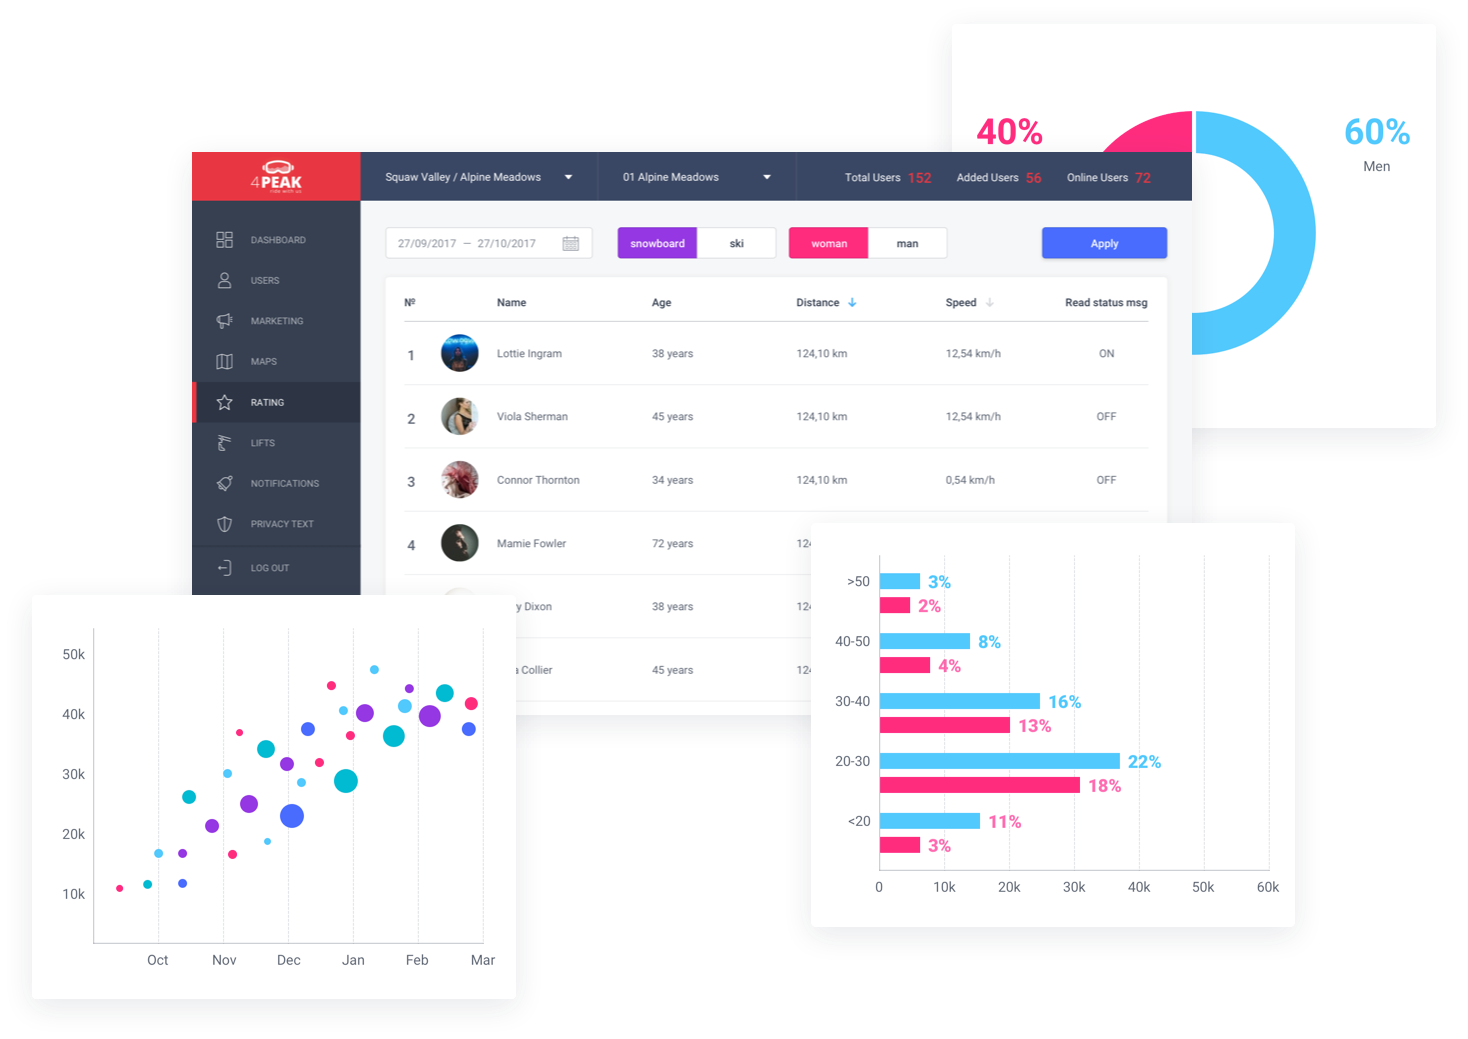 40%
60%
Men
4PEAK
ride with us
Squaw Valley / Alpine Meadows
01 Alpine Meadows
Total Users 152
Added Users 56
Online Users 72
DASHBOARD
USERS
MARKETING
MAPS
RATING
LIFTS
NOTIFICATIONS
PRIVACY TEXT
LOG OUT
27/09/2017 — 27/10/2017
snowboard
ski
woman
man
Apply
Nº Name Age Distance Speed Read status msg
1 Lottie Ingram 38 years 124,10 km 12,54 km/h ON
2 Viola Sherman 45 years 124,10 km 12,54 km/h OFF
3 Connor Thornton 34 years 124,10 km 0,54 km/h OFF
4 Mamie Fowler 72 years 12
y Dixon 38 years 12
Collier 45 years 12
50k
40k
30k
20k
10k
Oct Nov Dec Jan Feb Mar
>50 3%
2%
40-50 8%
4%
30-40 16%
13%
20-30 22%
18%
<20 11%
3%
0 10k 20k 30k 40k 50k 60k